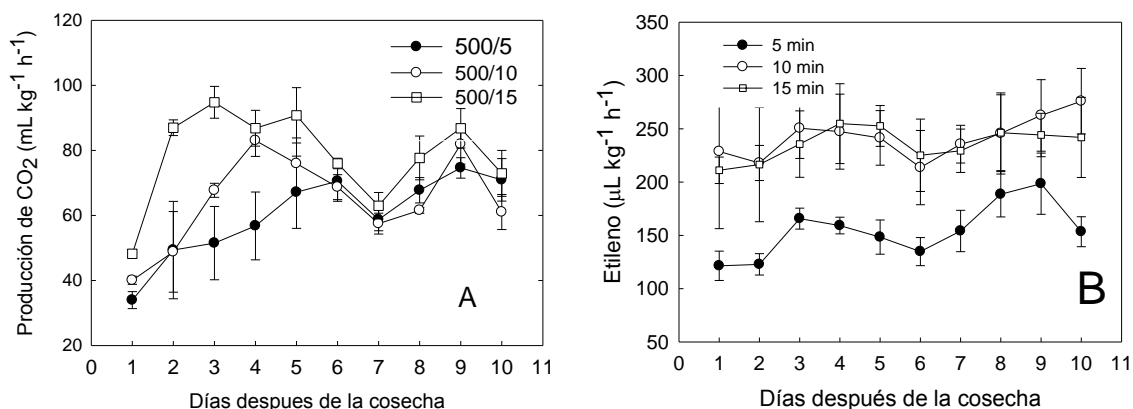 120
100
80
60
40
20
Producción de CO₂ (mL kg⁻¹ h⁻¹)
500/5
500/10
500/15
A
0 1 2 3 4 5 6 7 8 9 10 11
Días despues de la cosecha
350
300
250
200
150
100
50
Etileno (µL kg⁻¹ h⁻¹)
5 min
10 min
15 min
B
0 1 2 3 4 5 6 7 8 9 10 11
Días después de la cosecha